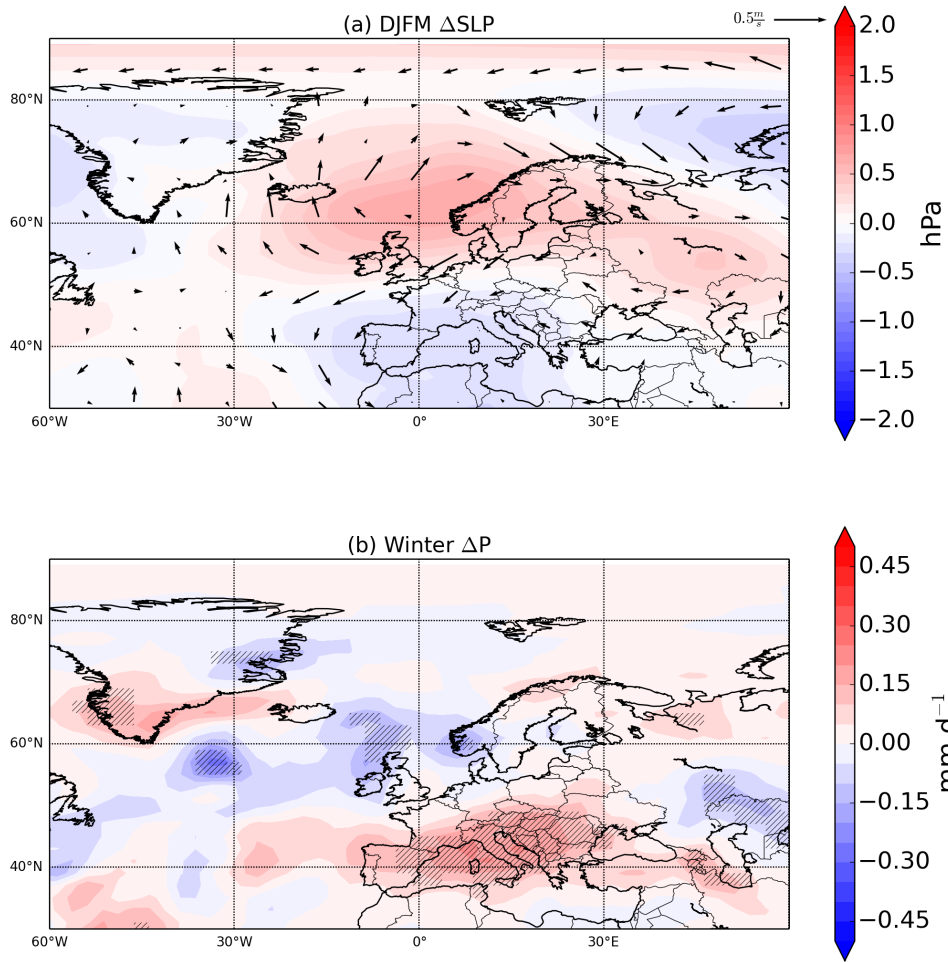 (a) DJFM ΔSLP
0.5 m/s
80°N
60°N
40°N
60°W
30°W
0°
30°E
2.0
1.5
1.0
0.5
0.0
−0.5
−1.0
−1.5
−2.0
hPa
(b) Winter ΔP
80°N
60°N
40°N
60°W
30°W
0°
30°E
0.45
0.30
0.15
0.00
−0.15
−0.30
−0.45
mm d⁻¹